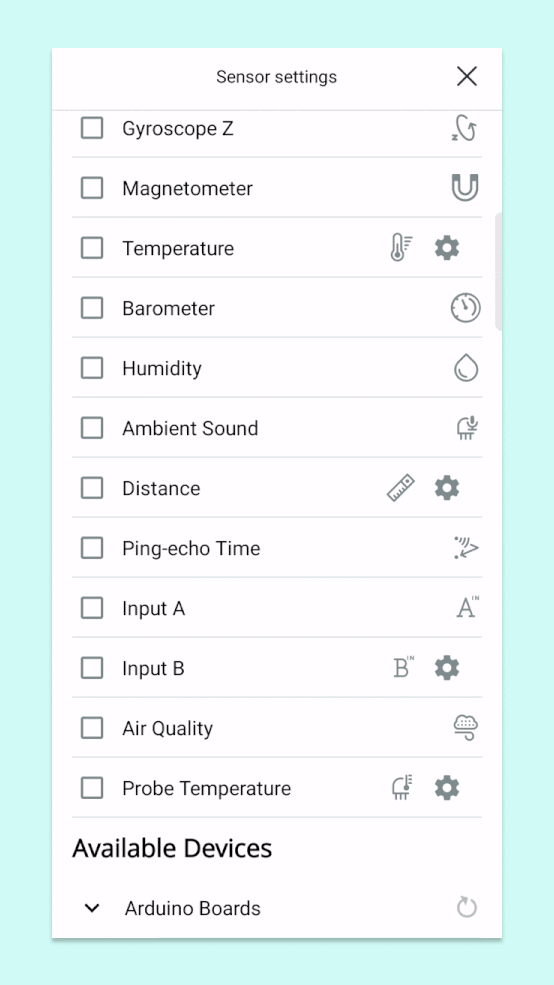 Sensor settings
Gyroscope Z
Magnetometer
Temperature
Barometer
Humidity
Ambient Sound
Distance
Ping-echo Time
Input A
Input B
Air Quality
Probe Temperature
Available Devices
Arduino Boards